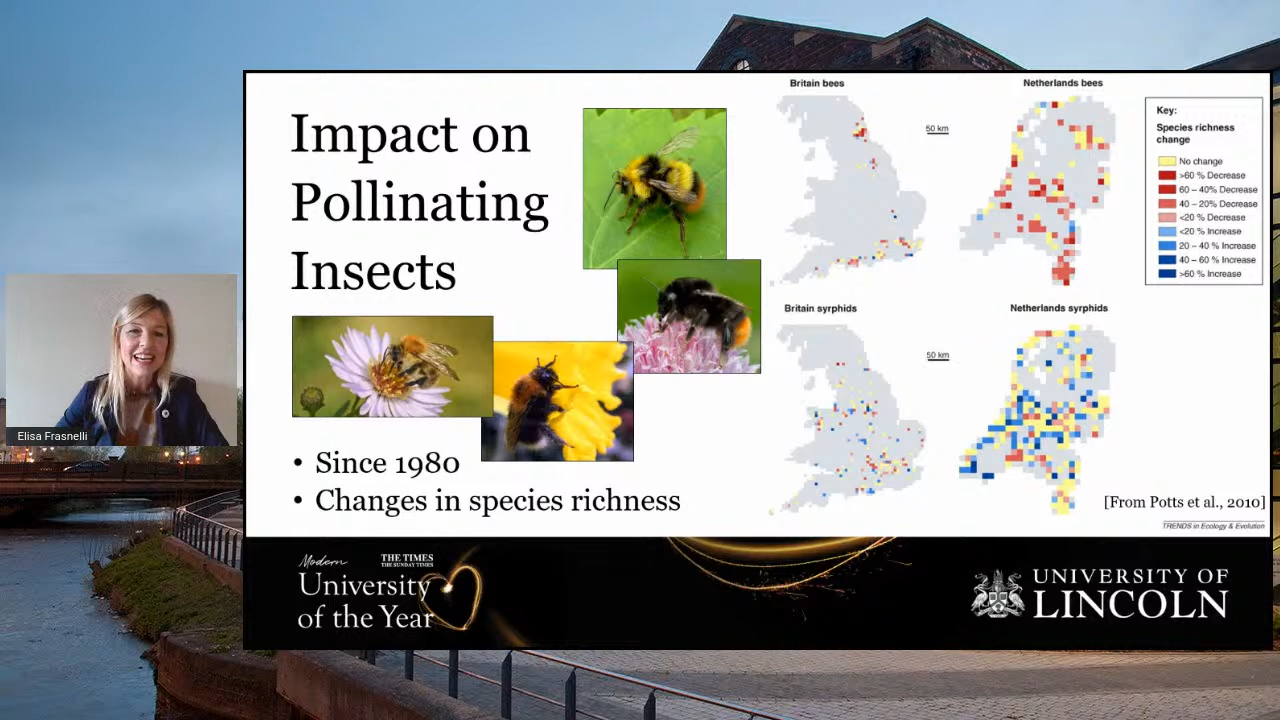 Impact on
Pollinating
Insects
• Since 1980
• Changes in species richness
Britain bees
50 km
Netherlands bees
Key:
Species richness
change
No change
>60 % Decrease
60 – 40% Decrease
40 – 20% Decrease
<20 % Decrease
<20 % Increase
20 – 40 % Increase
40 – 60 % Increase
>60 % Increase
Britain syrphids
50 km
Netherlands syrphids
[From Potts et al., 2010]
TRENDS in Ecology & Evolution
Elisa Frasnelli
Modern
THE TIMES
THE SUNDAY TIMES
University
of the Year
UNIVERSITY OF
LINCOLN